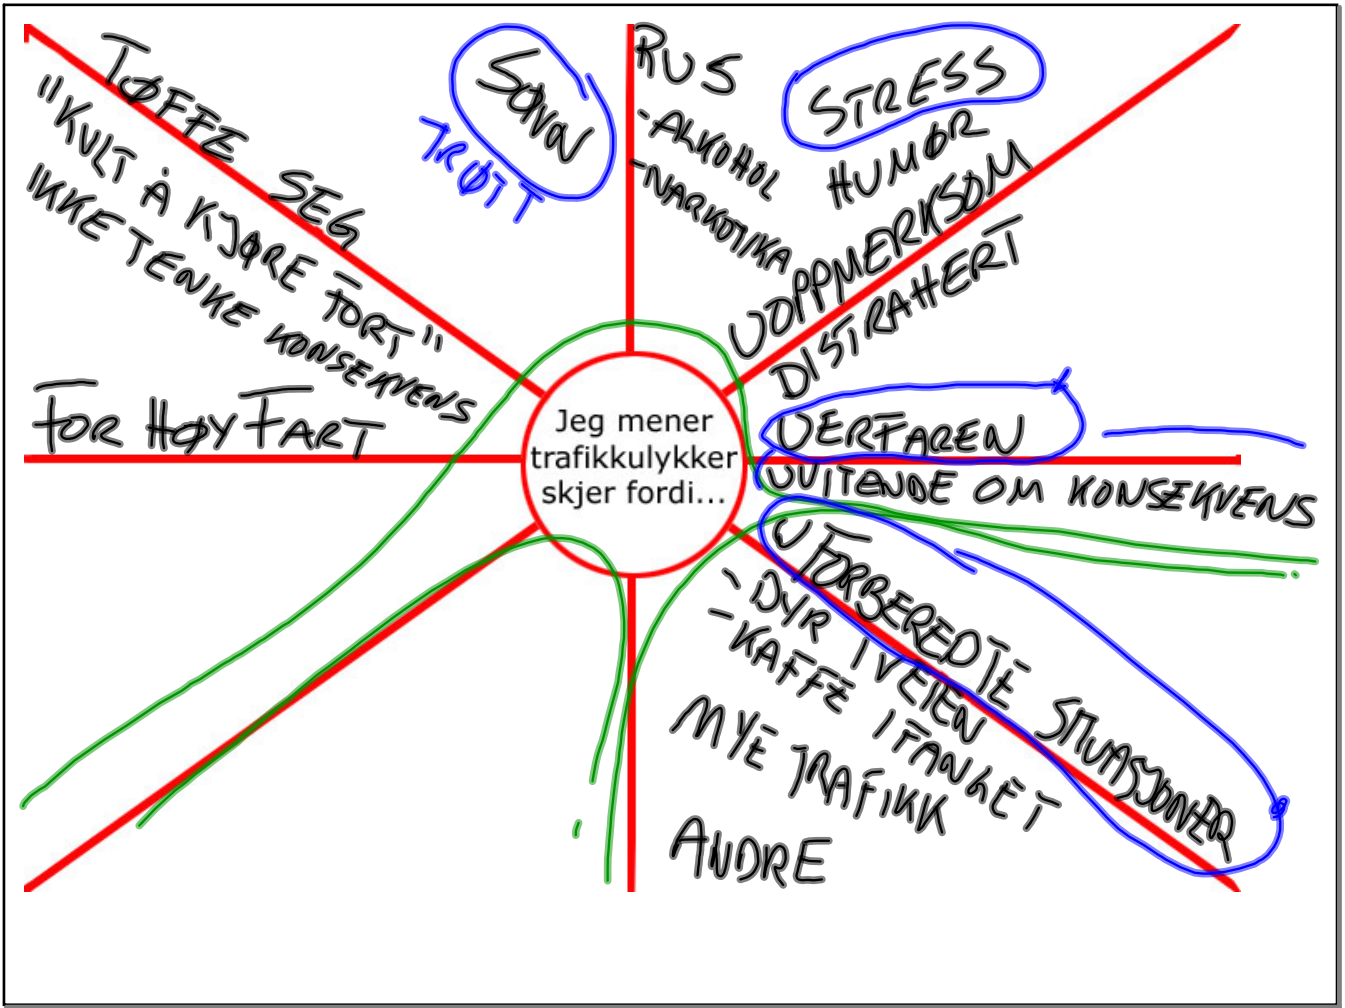 TØFFE SEG
"KULT Å KJØRE FORT"
IKKE TENKE KONSEKVENS
FOR HØY FART
SØVN
TRØTT
RUS
-ALKOHOL
-NARKOTIKA
STRESS
HUMØR
UOPPMERKSOM
DISTRAHERT
UERFAREN
UVITENDE OM KONSEKVENS
Jeg mener
trafikkulykker
skjer fordi...
UFORBEREDTE SITUASJONER
- DYR I VEIEN
- KAFFE I FANGET
MYE TRAFIKK
ANDRE